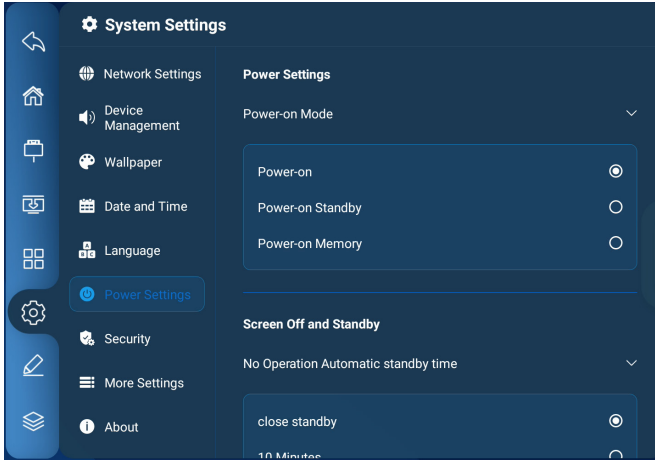 System Settings
Network Settings
Device
Management
Wallpaper
Date and Time
A
B C
Language
Power Settings
Security
More Settings
About
Power Settings
Power-on Mode
Power-on
Power-on Standby
Power-on Memory
Screen Off and Standby
No Operation Automatic standby time
close standby
10 Minutes